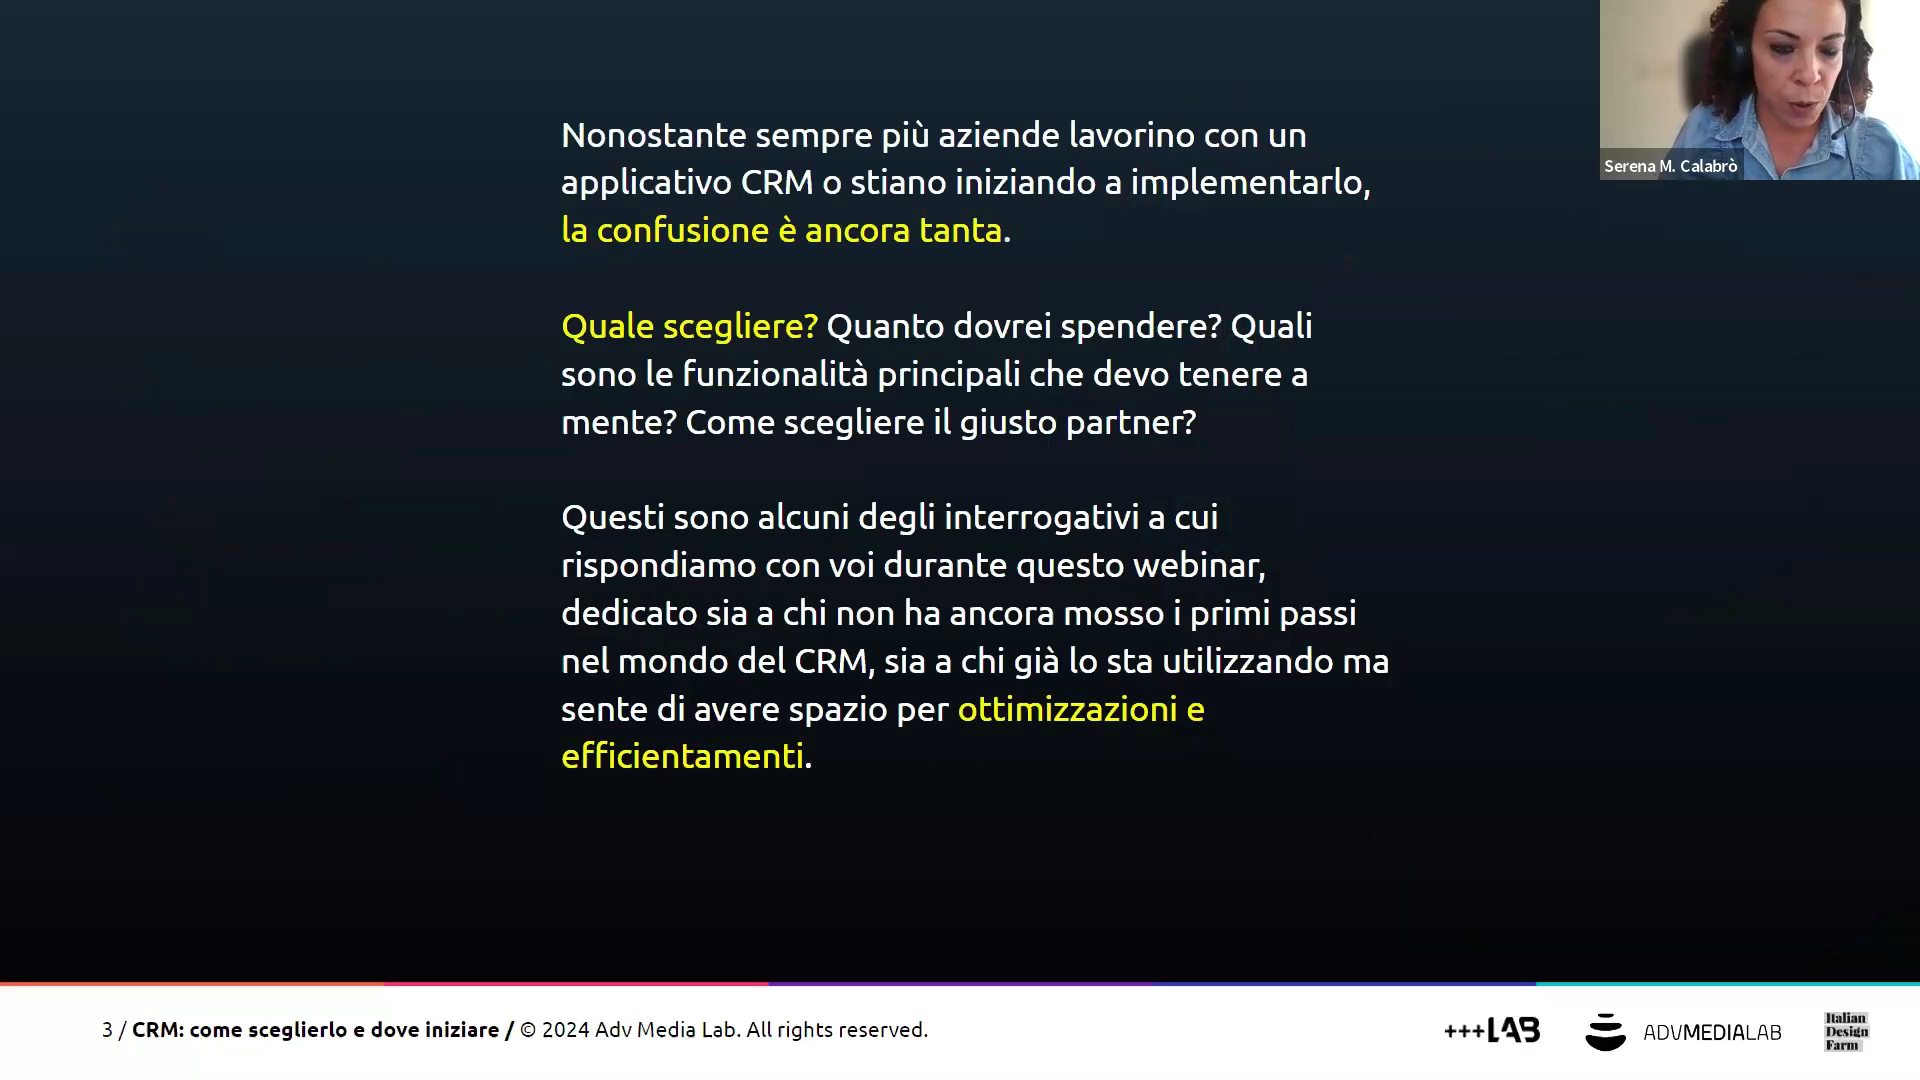 Nonostante sempre più aziende lavorino con un
applicativo CRM o stiano iniziando a implementarlo,
la confusione è ancora tanta.
Quale scegliere? Quanto dovrei spendere? Quali
sono le funzionalità principali che devo tenere a
mente? Come scegliere il giusto partner?
Questi sono alcuni degli interrogativi a cui
rispondiamo con voi durante questo webinar,
dedicato sia a chi non ha ancora mosso i primi passi
nel mondo del CRM, sia a chi già lo sta utilizzando ma
sente di avere spazio per ottimizzazioni e
efficientamenti.
Serena M. Calabrò
3 / CRM: come sceglierlo e dove iniziare / © 2024 Adv Media Lab. All rights reserved.
+++LAB
ADVMEDIALAB
Italian
Design
Farm